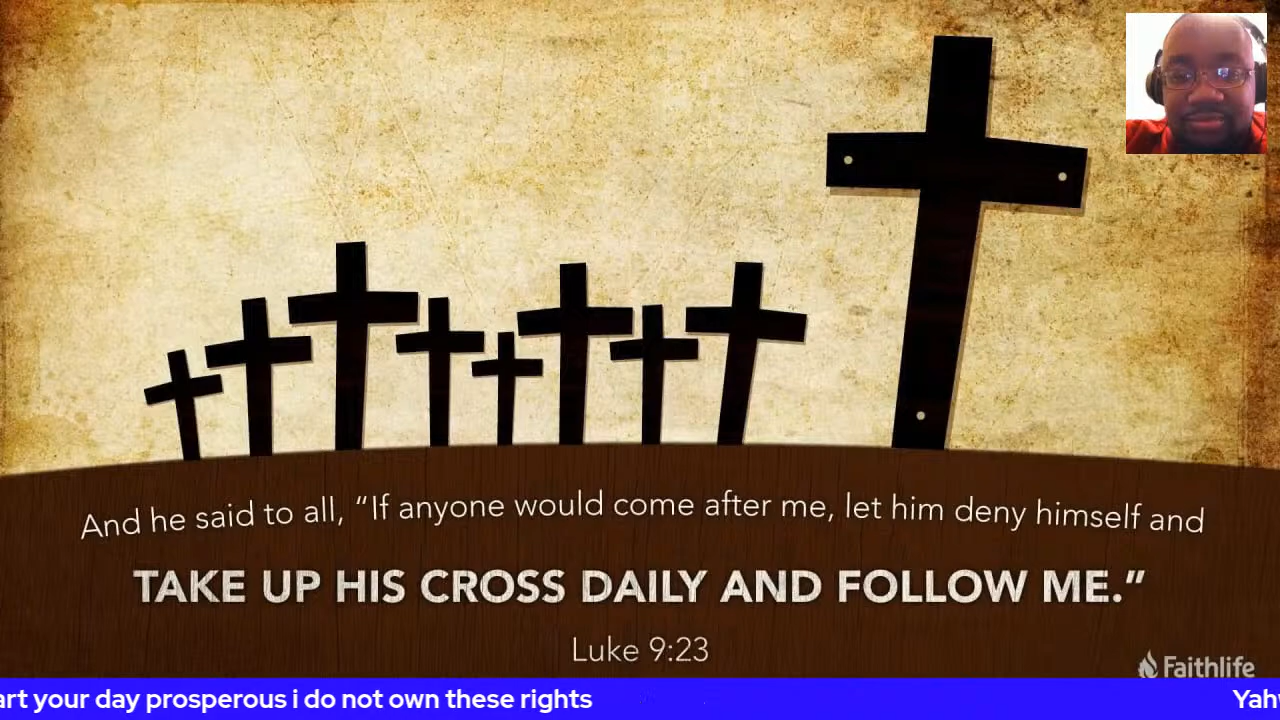 And he said to all, “If anyone would come after me, let him deny himself and
TAKE UP HIS CROSS DAILY AND FOLLOW ME.”
Luke 9:23
Faithlife
your day prosperous i do not own these rights